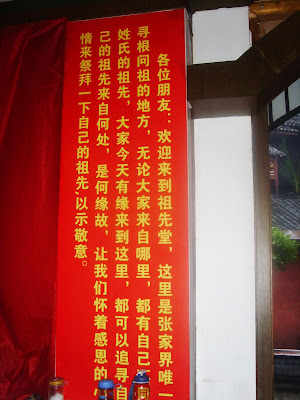 各位朋友：欢迎来到祖先堂，这里是张家界唯一
寻根问祖的地方，无论大家来自哪里，都有自己
姓氏的祖先，大家今天有缘来到这里，都可以追寻自
己的祖先来自何处，是何缘故，让我们怀着感恩的心
情来祭拜一下自己的祖先,以示敬意。